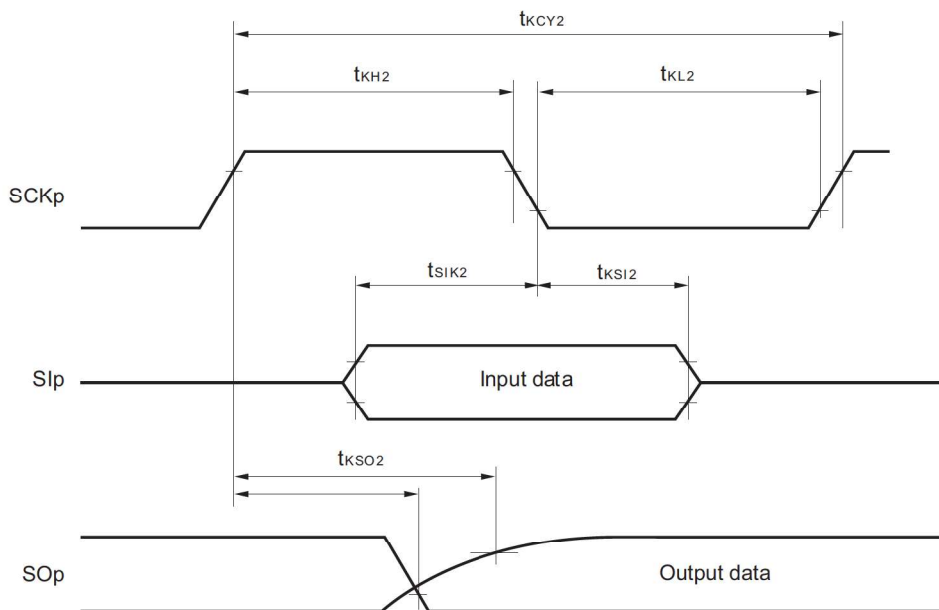 tKCY2
tKH2
tKL2
SCKp
tSIK2
tKSI2
SIp
Input data
tKSO2
SOp
Output data